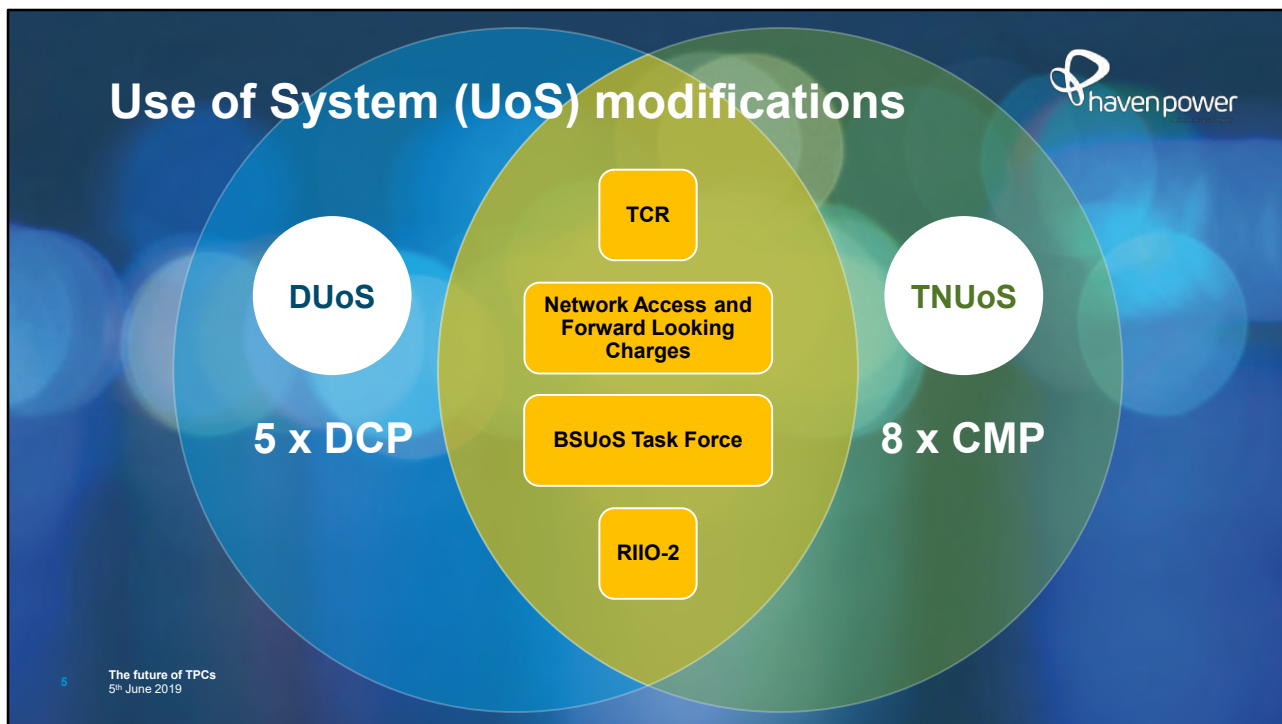 Use of System (UoS) modifications
havenpower
TCR
DUoS
TNUoS
Network Access and
Forward Looking
Charges
5 x DCP
BSUoS Task Force
8 x CMP
RIIO-2
5
The future of TPCs
5th June 2019